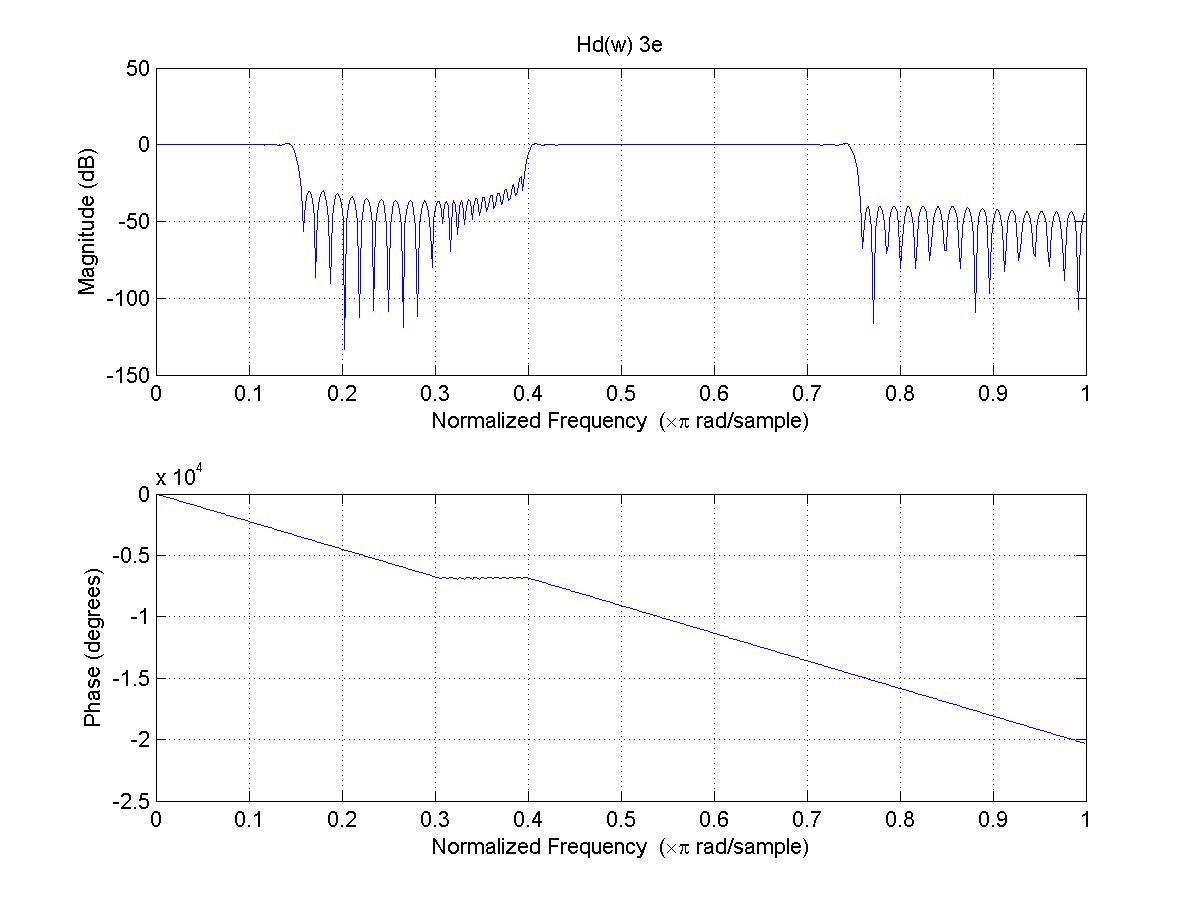 Hd(w) 3e
50
0
-50
-100
-150
Magnitude (dB)
0 0.1 0.2 0.3 0.4 0.5 0.6 0.7 0.8 0.9 1
Normalized Frequency (×π rad/sample)
x 10^4
0
-0.5
-1
-1.5
-2
-2.5
Phase (degrees)
0 0.1 0.2 0.3 0.4 0.5 0.6 0.7 0.8 0.9 1
Normalized Frequency (×π rad/sample)